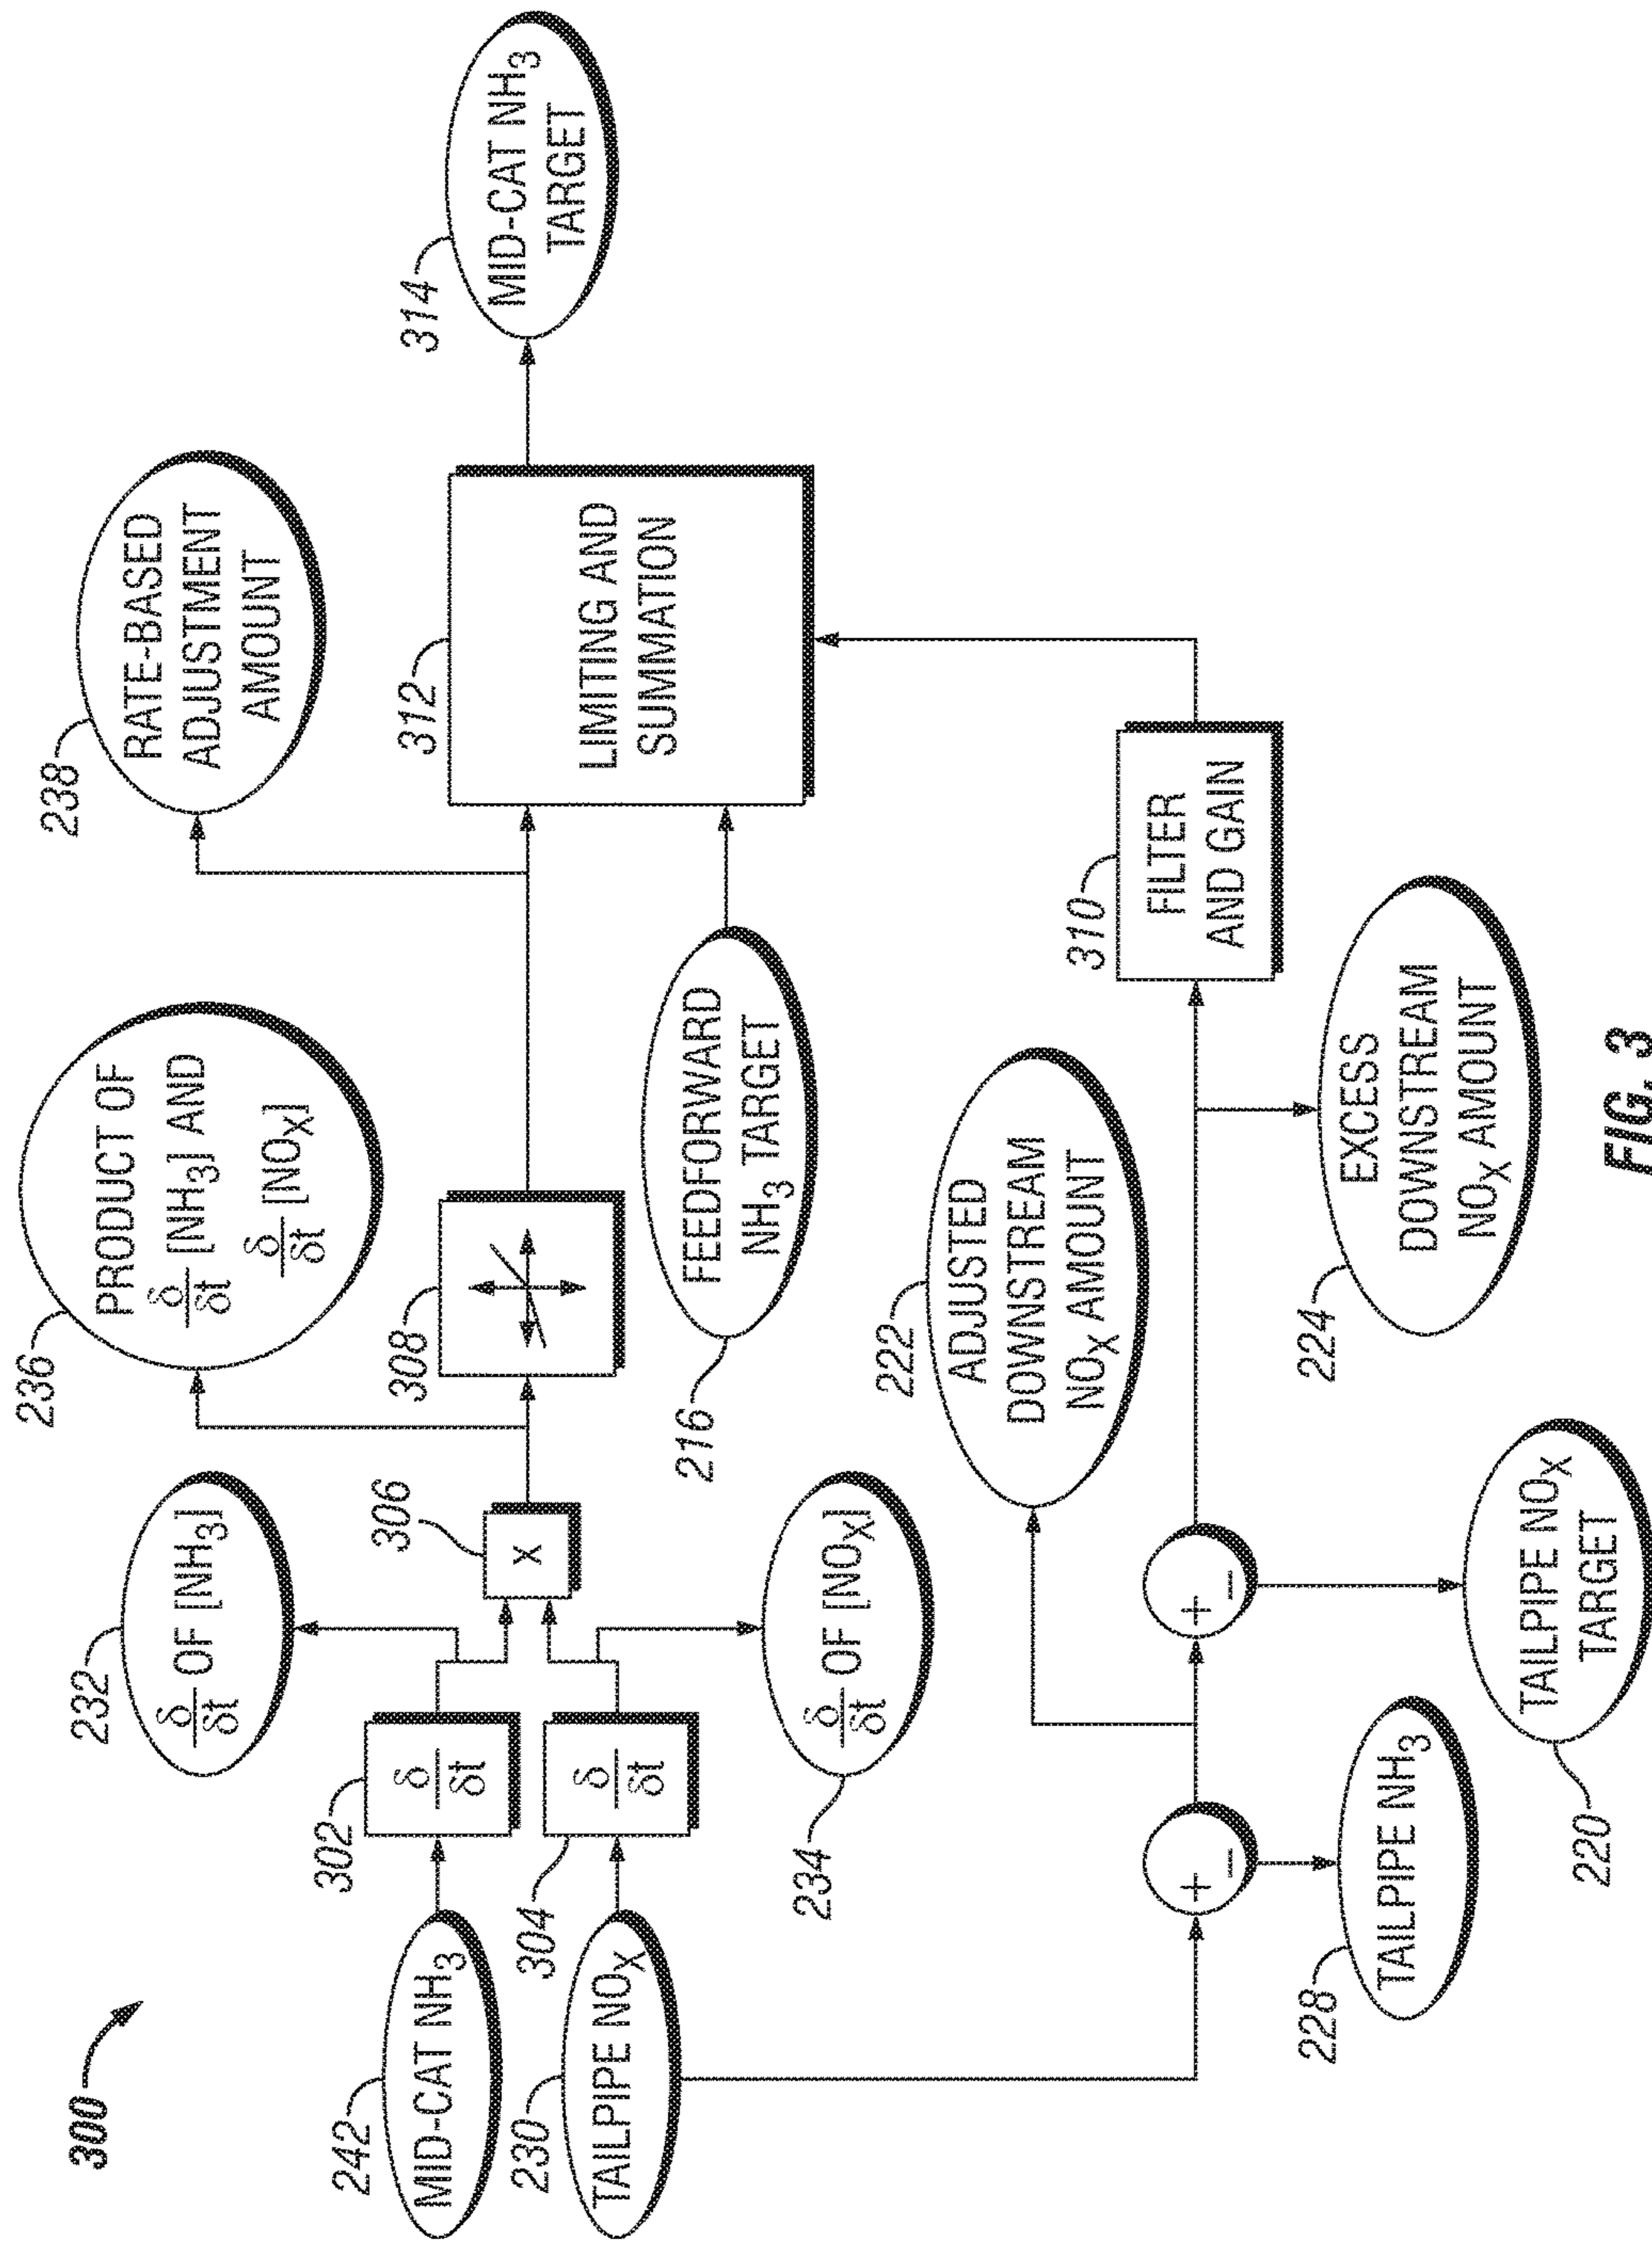 300
242
MID-CAT NH3
230
TAILPIPE NOX
302
δ/δt
304
δ/δt
232
δ/δt OF [NH3]
234
δ/δt OF [NOX]
306
X
236
PRODUCT OF
δ/δt [NH3] AND
δ/δt [NOX]
308
216
FEEDFORWARD
NH3 TARGET
238
RATE-BASED
ADJUSTMENT
AMOUNT
312
LIMITING AND
SUMMATION
314
MID-CAT NH3
TARGET
+
−
228
TAILPIPE NH3
+
−
220
TAILPIPE NOX
TARGET
222
ADJUSTED
DOWNSTREAM
NOX AMOUNT
224
EXCESS
DOWNSTREAM
NOX AMOUNT
310
FILTER
AND GAIN
FIG. 3